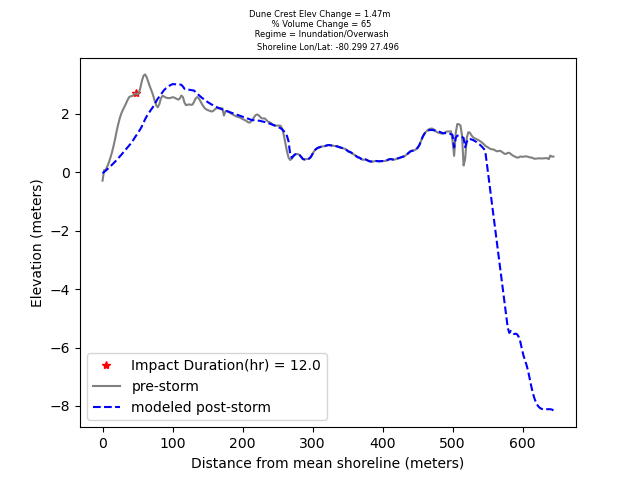 Dune Crest Elev Change = 1.47m
% Volume Change = 65
Regime = Inundation/Overwash
Shoreline Lon/Lat: -80.299 27.496
Elevation (meters)
2
0
−2
−4
−6
−8
Impact Duration(hr) = 12.0
pre-storm
modeled post-storm
0 100 200 300 400 500 600
Distance from mean shoreline (meters)